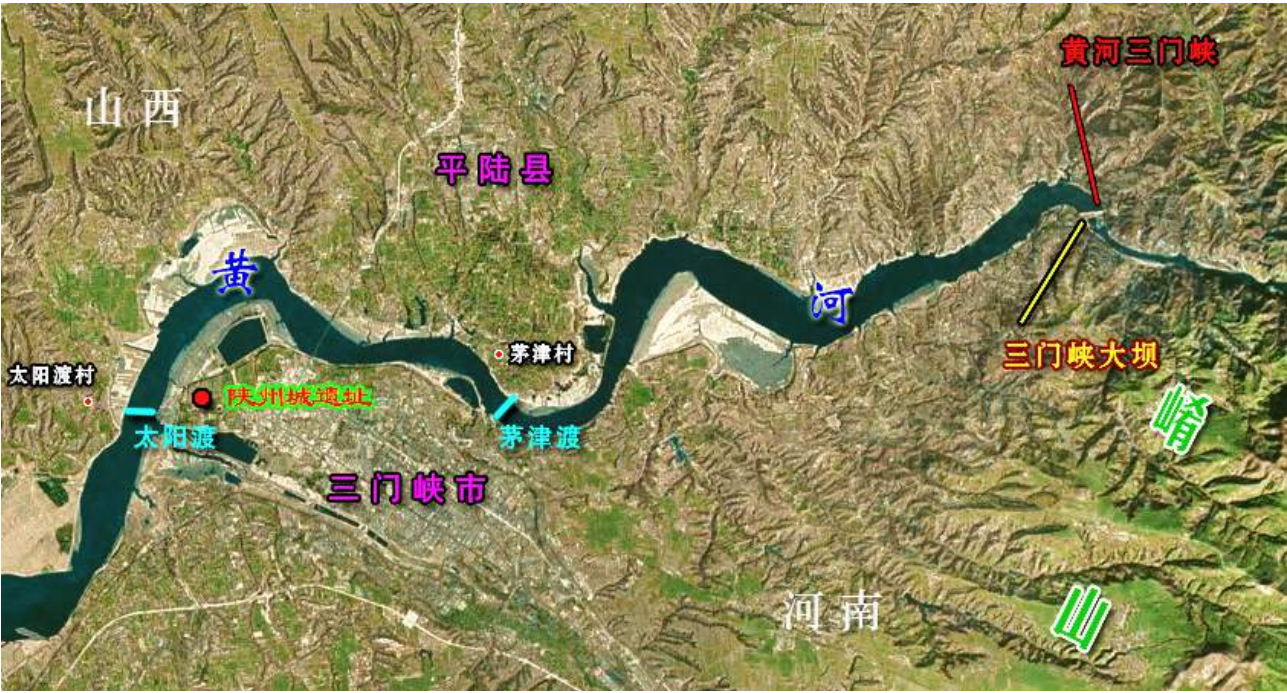 黄河三门峡
山西
平陆县
黄
河
茅津村
三门峡大坝
太阳渡村
陕州城遗址
太阳渡
茅津渡
崤
三门峡市
河南
山